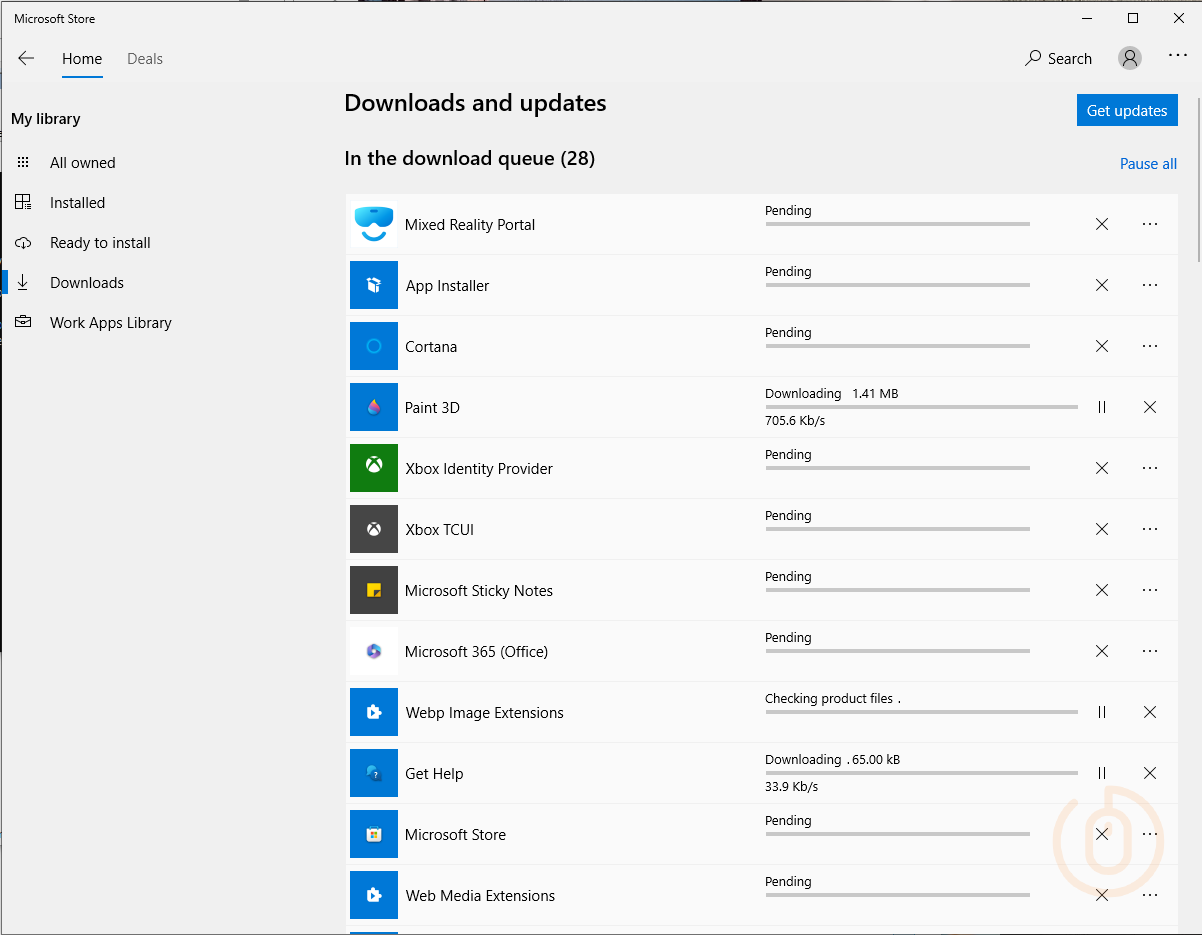 Microsoft Store
Home Deals Search
My library
All owned
Installed
Ready to install
Downloads
Work Apps Library
Downloads and updates
Get updates
In the download queue (28)
Pause all
Mixed Reality Portal Pending
App Installer Pending
Cortana Pending
Paint 3D Downloading 1.41 MB
705.6 Kb/s
Xbox Identity Provider Pending
Xbox TCUI Pending
Microsoft Sticky Notes Pending
Microsoft 365 (Office) Pending
Webp Image Extensions Checking product files .
Get Help Downloading . 65.00 kB
33.9 Kb/s
Microsoft Store Pending
Web Media Extensions Pending